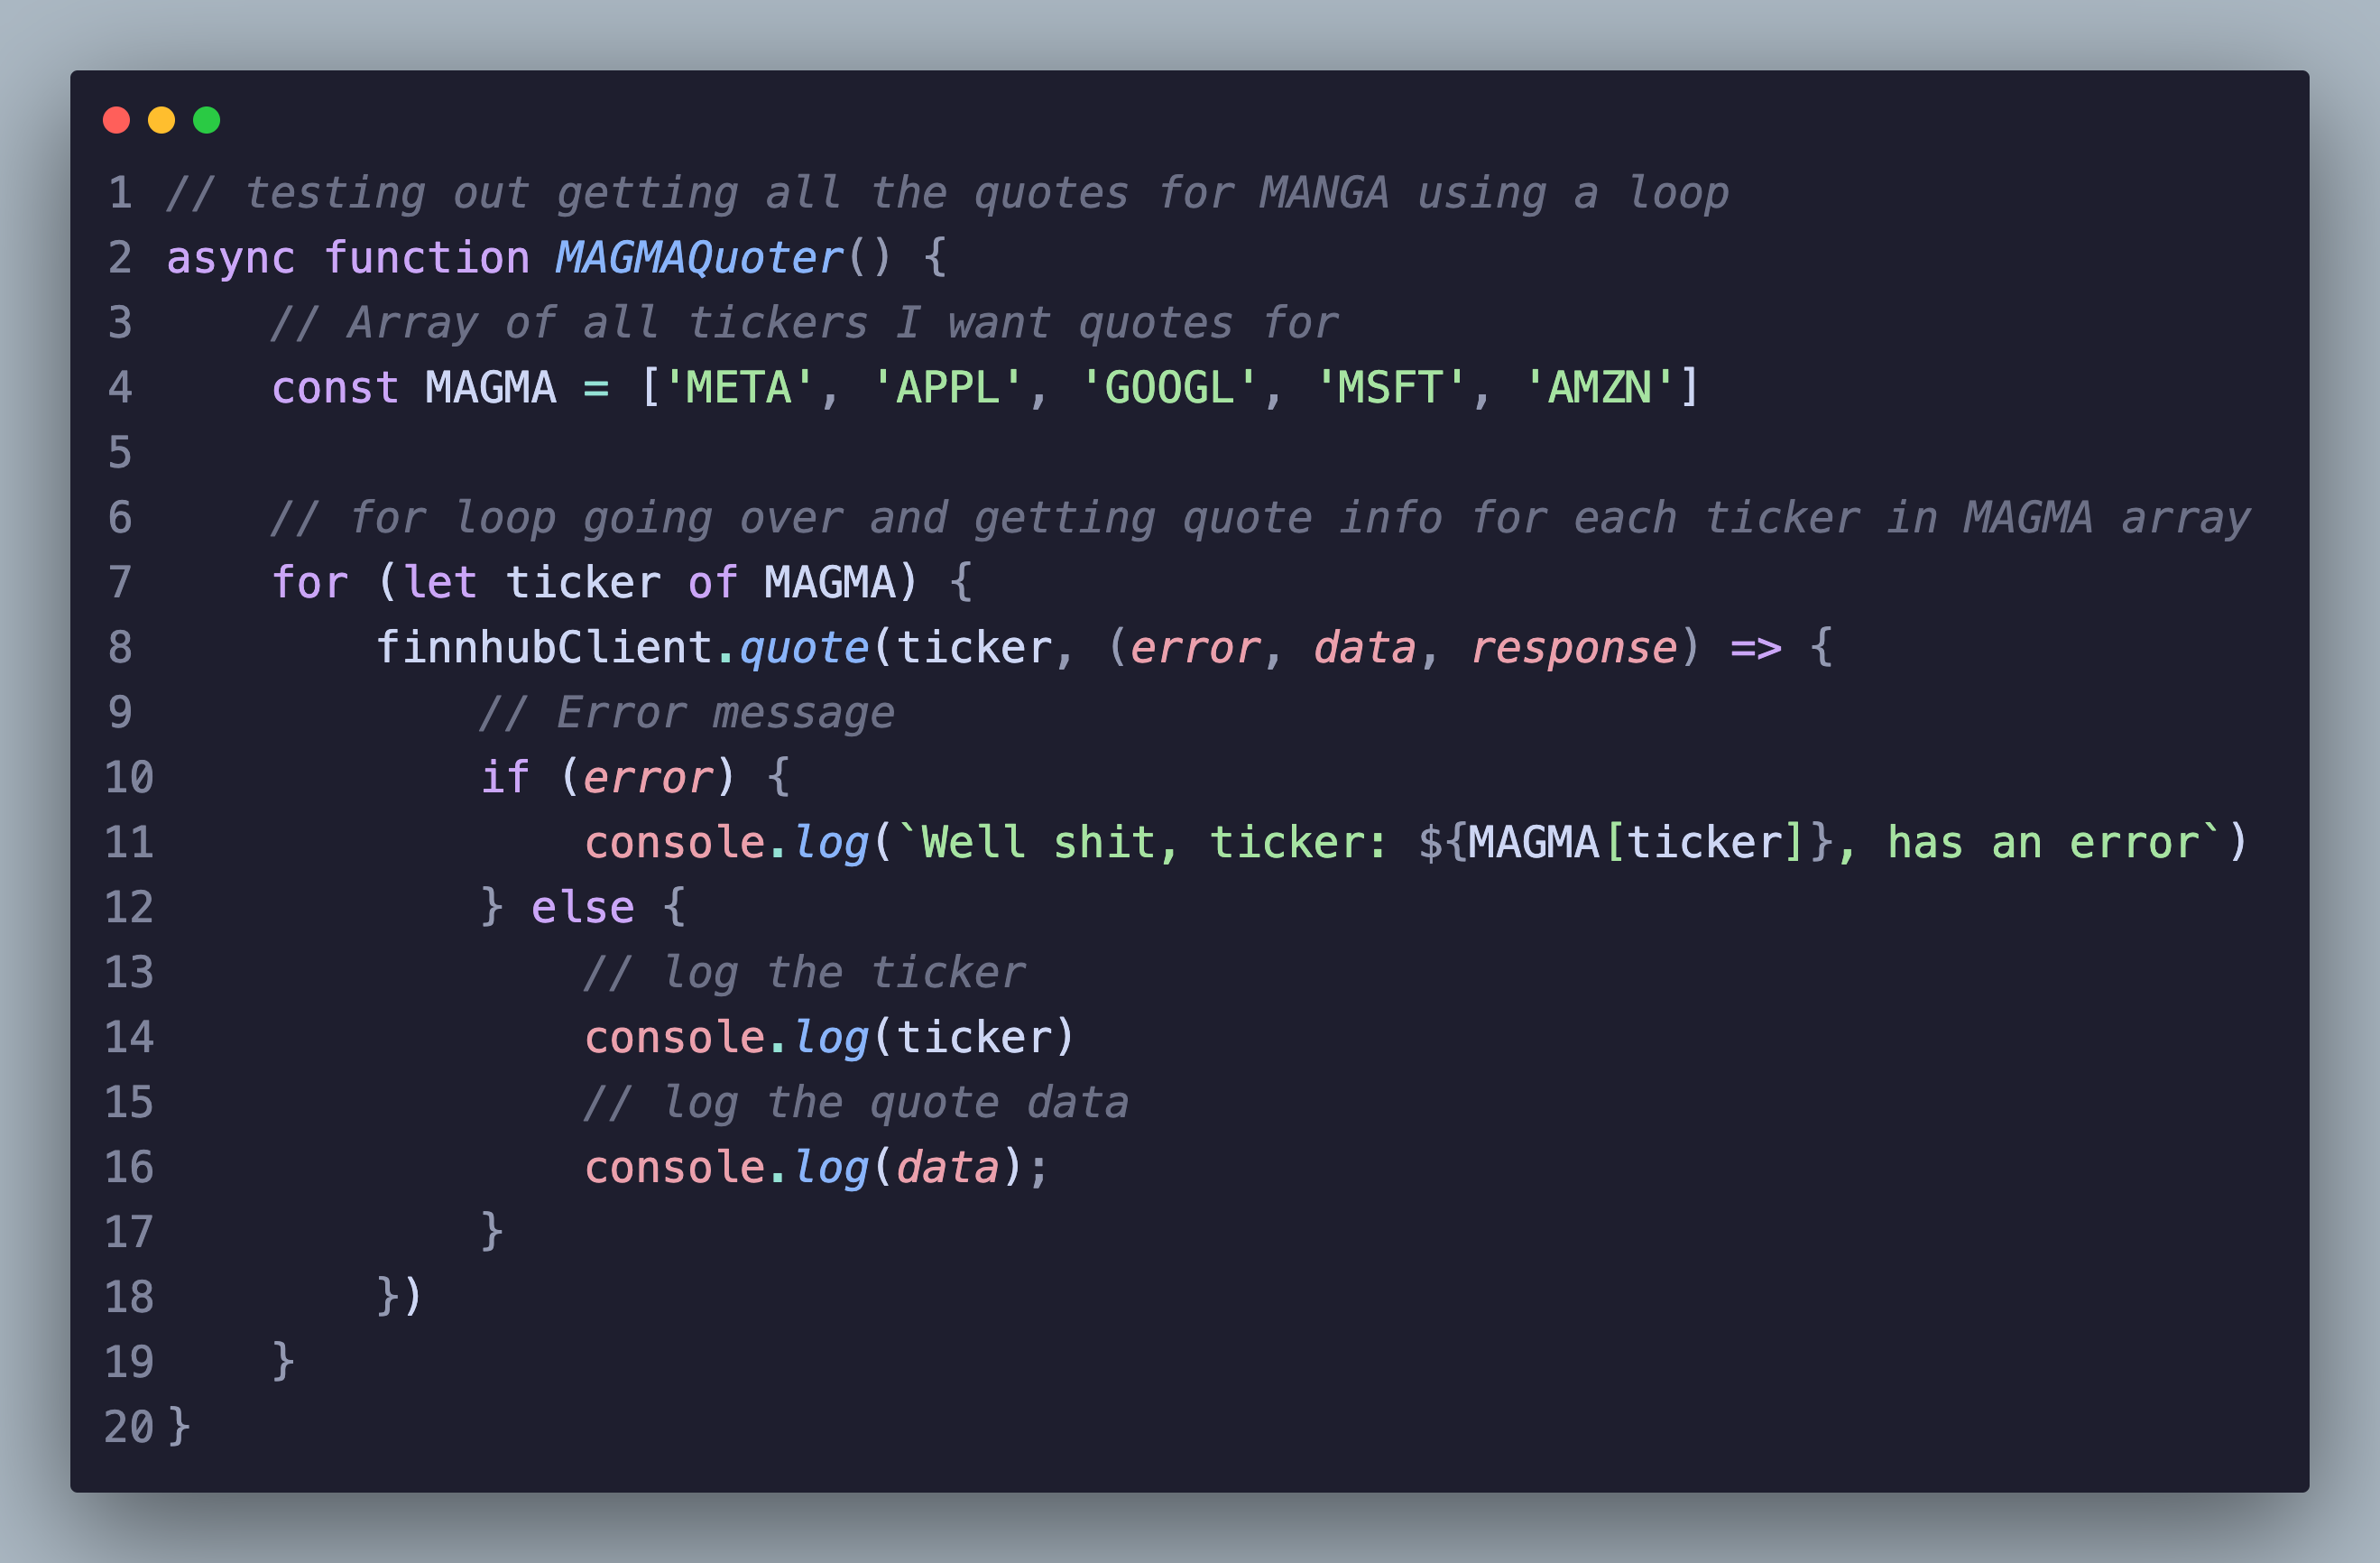 1 // testing out getting all the quotes for MANGA using a loop
2 async function MAGMAQuoter() {
3     // Array of all tickers I want quotes for
4     const MAGMA = ['META', 'APPL', 'GOOGL', 'MSFT', 'AMZN']
5
6     // for loop going over and getting quote info for each ticker in MAGMA array
7     for (let ticker of MAGMA) {
8         finnhubClient.quote(ticker, (error, data, response) => {
9             // Error message
10             if (error) {
11                 console.log(`Well shit, ticker: ${MAGMA[ticker]}, has an error`)
12             } else {
13                 // log the ticker
14                 console.log(ticker)
15                 // log the quote data
16                 console.log(data);
17             }
18         })
19     }
20 }